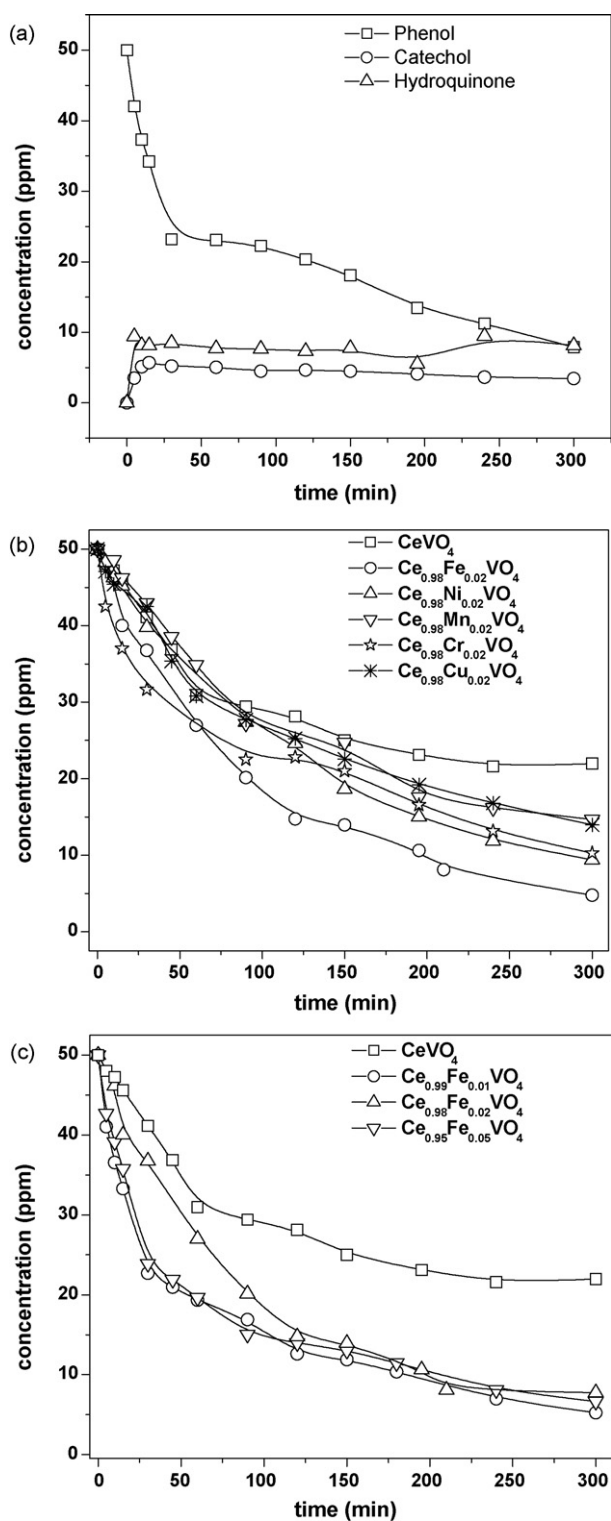 (a)
Phenol
Catechol
Hydroquinone
50
40
30
20
10
0
concentration (ppm)
0 50 100 150 200 250 300
time (min)
(b)
CeVO4
Ce0.98Fe0.02VO4
Ce0.98Ni0.02VO4
Ce0.98Mn0.02VO4
Ce0.98Cr0.02VO4
Ce0.98Cu0.02VO4
50
40
30
20
10
0
concentration (ppm)
0 50 100 150 200 250 300
time (min)
(c)
CeVO4
Ce0.99Fe0.01VO4
Ce0.98Fe0.02VO4
Ce0.95Fe0.05VO4
50
40
30
20
10
0
concentration (ppm)
0 50 100 150 200 250 300
time (min)